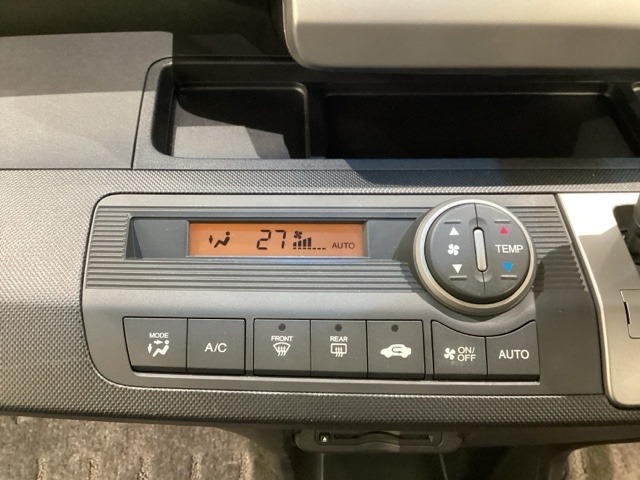 27 AUTO
TEMP
MODE
A/C
FRONT
REAR
ON/OFF
AUTO